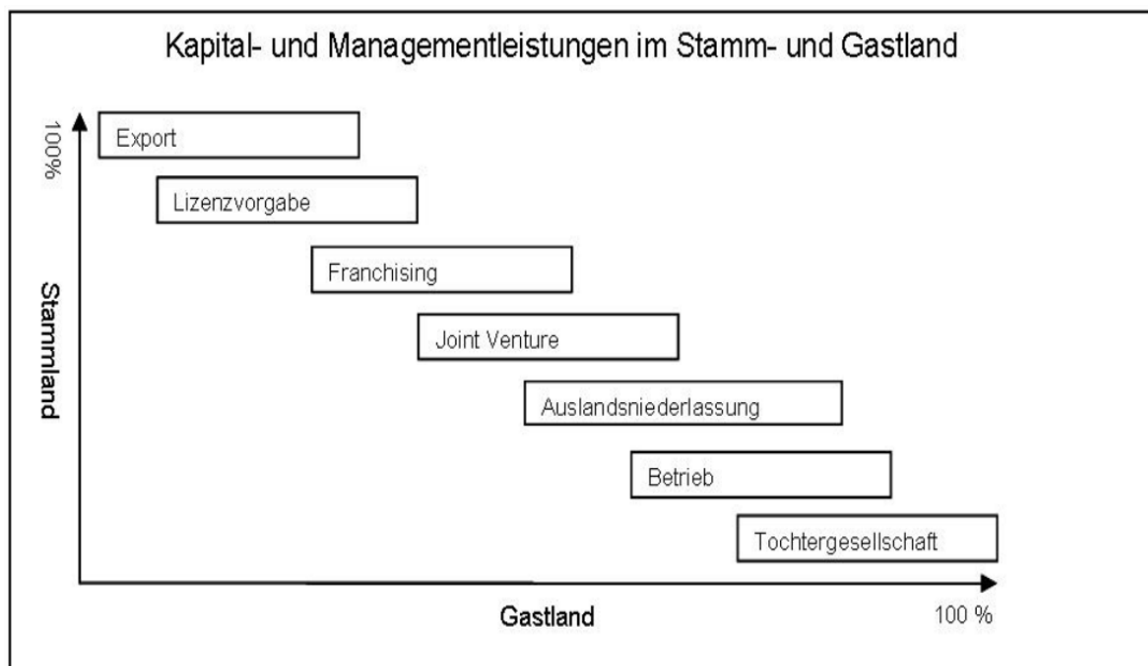 Kapital- und Managementleistungen im Stamm- und Gastland
100%
Export
Lizenzvorgabe
Franchising
Stammland
Joint Venture
Auslandsniederlassung
Betrieb
Tochtergesellschaft
Gastland
100 %